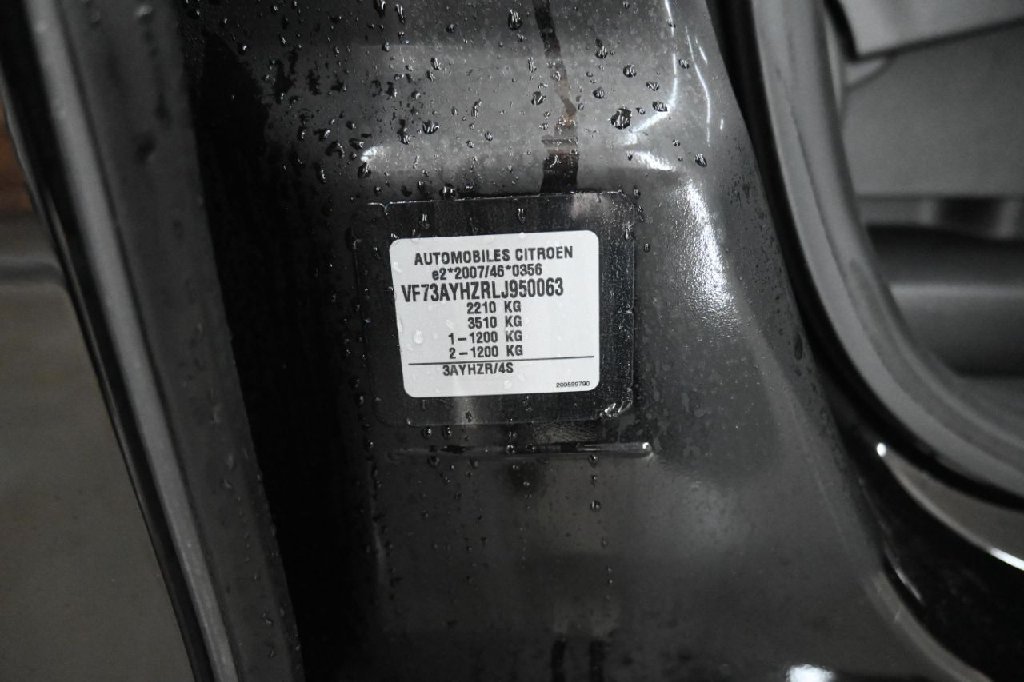 AUTOMOBILES CITROEN
e2*2007/46*0356
VF73AYHZRLJ950063
2210 KG
3510 KG
1-1200 KG
2-1200 KG
3AYHZR/4S